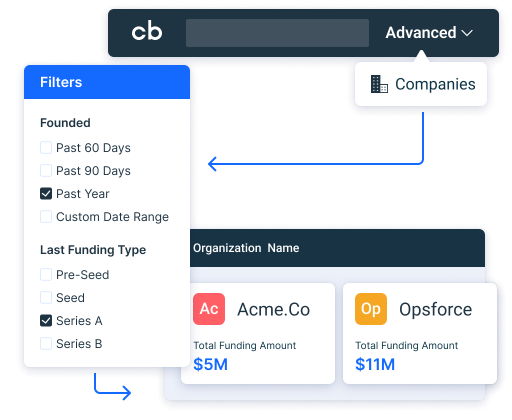 cb
Advanced
Companies
Filters
Founded
Past 60 Days
Past 90 Days
Past Year
Custom Date Range
Last Funding Type
Pre-Seed
Seed
Series A
Series B
Organization Name
Ac Acme.Co
Total Funding Amount
$5M
Op Opsforce
Total Funding Amount
$11M